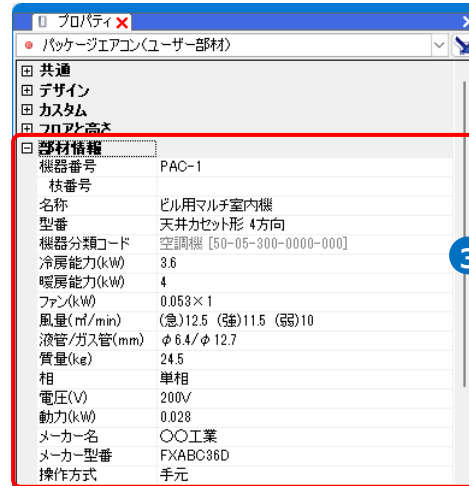 プロパティ
パッケージエアコン(ユーザー部材)
共通
デザイン
カスタム
フロアと高さ
部材情報
機器番号 PAC-1
枝番号
名称 ビル用マルチ室内機
型番 天井カセット形 4方向
機器分類コード 空調機 [50-05-300-0000-000]
冷房能力(kW) 3.6
暖房能力(kW) 4
ファン(kW) 0.053×1
風量(㎥/min) (急)12.5 (強)11.5 (弱)10
液管/ガス管(mm) φ6.4/φ12.7
質量(kg) 24.5
相 単相
電圧(V) 200V
動力(kW) 0.028
メーカー名 〇〇工業
メーカー型番 FXABC36D
操作方式 手元
3